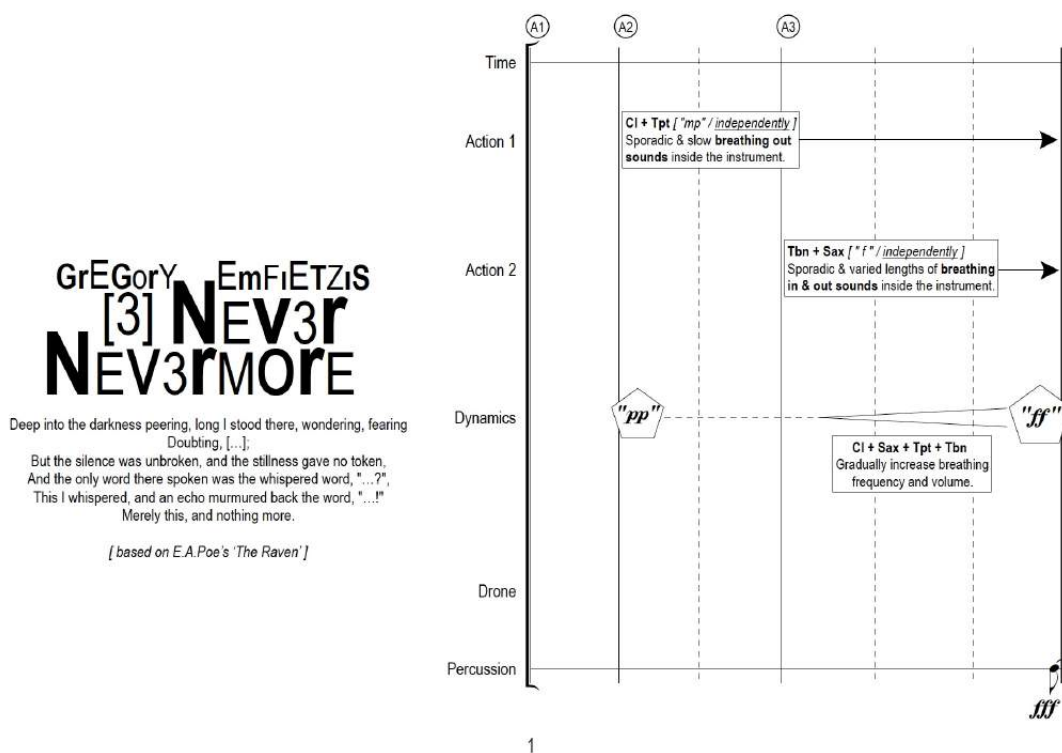 GrEGorY EmFiETZiS
[3] NEv3r
NEV3rMOrE
Deep into the darkness peering, long I stood there, wondering, fearing
Doubting, [...];
But the silence was unbroken, and the stillness gave no token,
And the only word there spoken was the whispered word, "...?",
This I whispered, and an echo murmured back the word, "...!"
Merely this, and nothing more.
[ based on E.A.Poe's 'The Raven' ]
A1 A2 A3
Time
Action 1
Cl + Tpt [ "mp" / independently ]
Sporadic & slow breathing out
sounds inside the instrument.
Action 2
Tbn + Sax [ " f " / independently ]
Sporadic & varied lengths of breathing
in & out sounds inside the instrument.
Dynamics
"pp"
"ff"
Cl + Sax + Tpt + Tbn
Gradually increase breathing
frequency and volume.
Drone
Percussion
fff
1